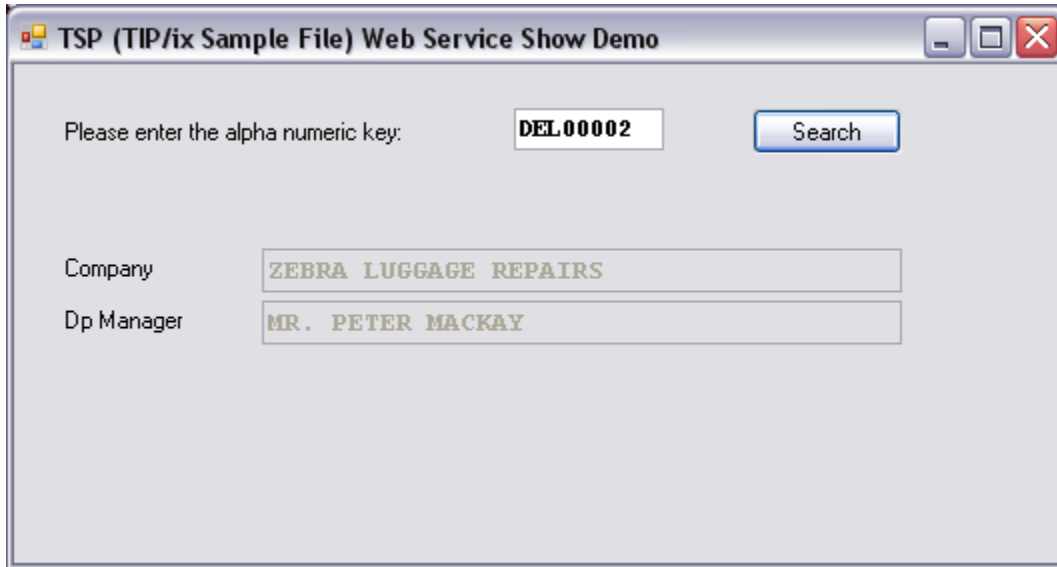 TSP (TIP/ix Sample File) Web Service Show Demo
Please enter the alpha numeric key: DEL00002 Search
Company ZEBRA LUGGAGE REPAIRS
Dp Manager MR. PETER MACKAY